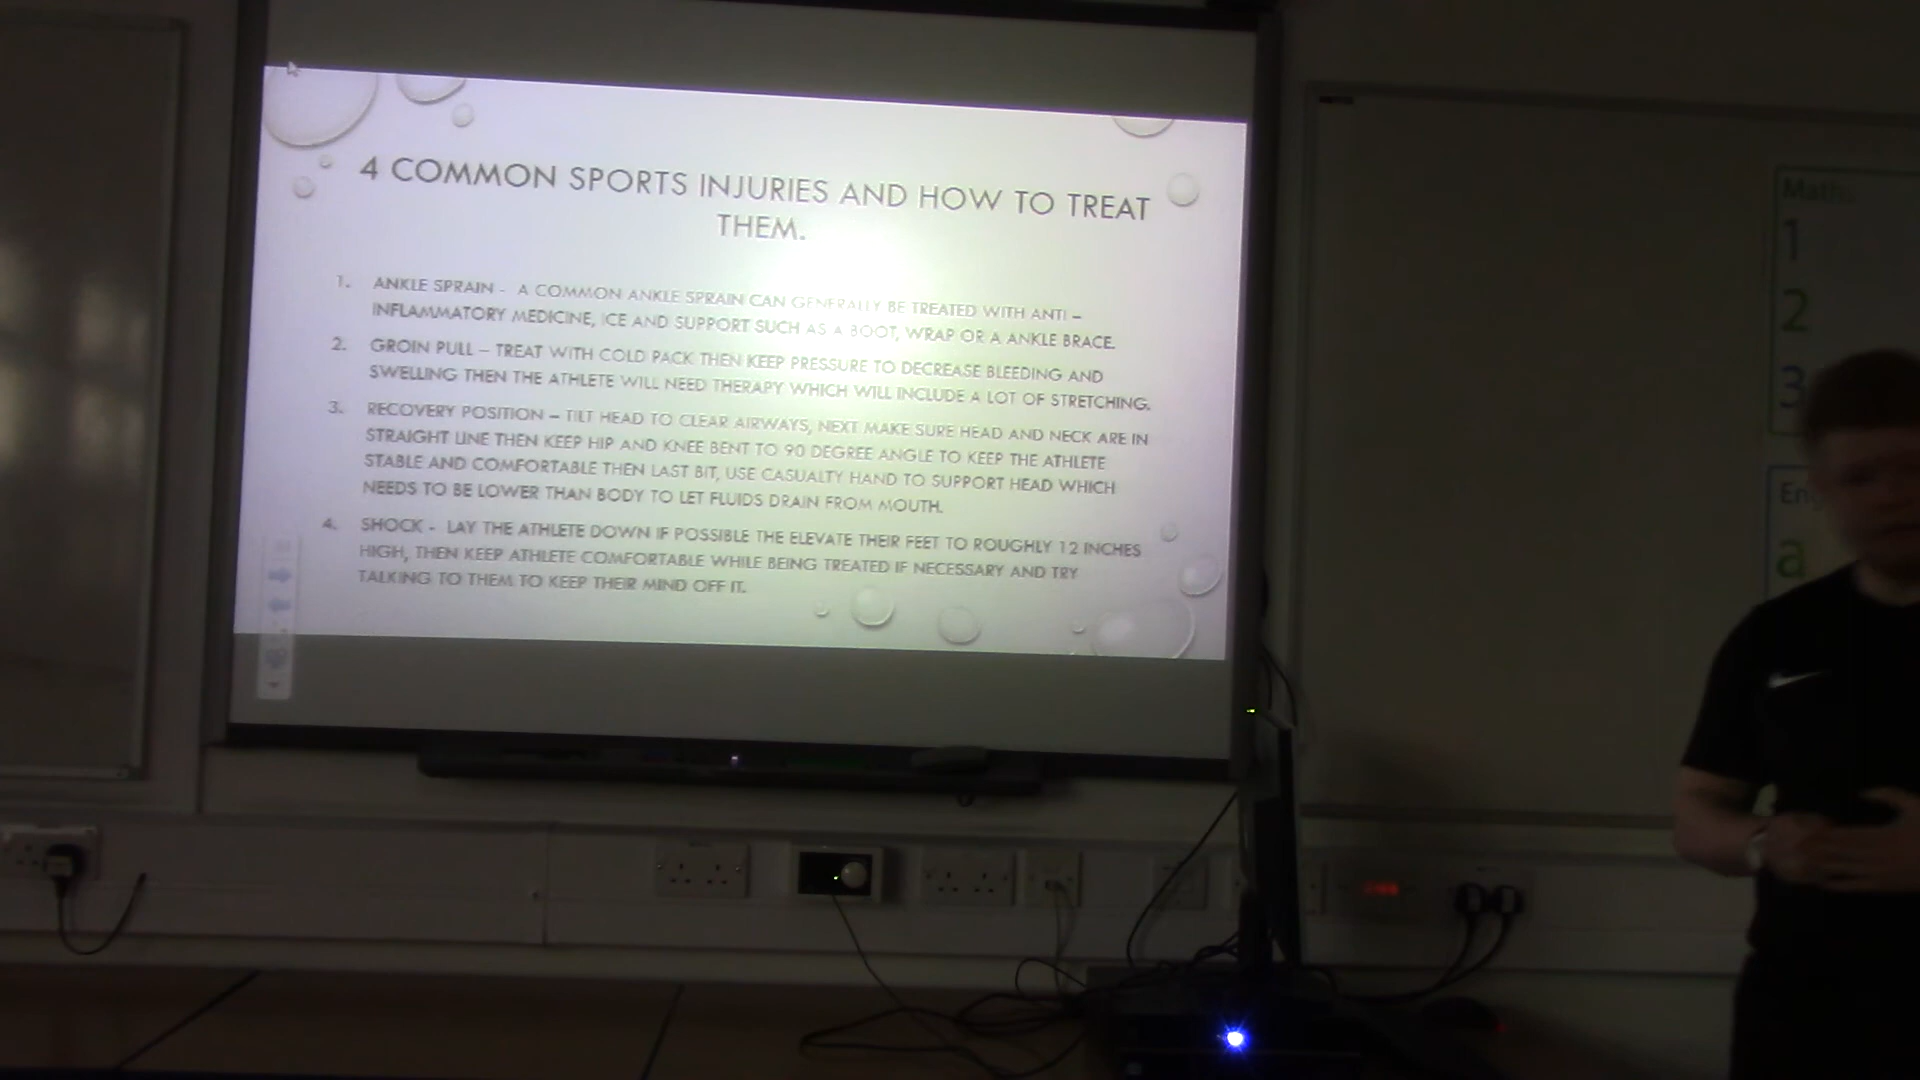 4 COMMON SPORTS INJURIES AND HOW TO TREAT
THEM.
1. ANKLE SPRAIN - A COMMON ANKLE SPRAIN CAN GENERALLY BE TREATED WITH ANTI –
INFLAMMATORY MEDICINE, ICE AND SUPPORT SUCH AS A BOOT, WRAP OR A ANKLE BRACE.
2. GROIN PULL – TREAT WITH COLD PACK THEN KEEP PRESSURE TO DECREASE BLEEDING AND
SWELLING THEN THE ATHLETE WILL NEED THERAPY WHICH WILL INCLUDE A LOT OF STRETCHING.
3. RECOVERY POSITION – TILT HEAD TO CLEAR AIRWAYS, NEXT MAKE SURE HEAD AND NECK ARE IN
STRAIGHT LINE THEN KEEP HIP AND KNEE BENT TO 90 DEGREE ANGLE TO KEEP THE ATHLETE
STABLE AND COMFORTABLE THEN LAST BIT, USE CASUALTY HAND TO SUPPORT HEAD WHICH
NEEDS TO BE LOWER THAN BODY TO LET FLUIDS DRAIN FROM MOUTH.
4. SHOCK - LAY THE ATHLETE DOWN IF POSSIBLE THE ELEVATE THEIR FEET TO ROUGHLY 12 INCHES
HIGH, THEN KEEP ATHLETE COMFORTABLE WHILE BEING TREATED IF NECESSARY AND TRY
TALKING TO THEM TO KEEP THEIR MIND OFF IT.
Maths
1
2
3
Eng
a